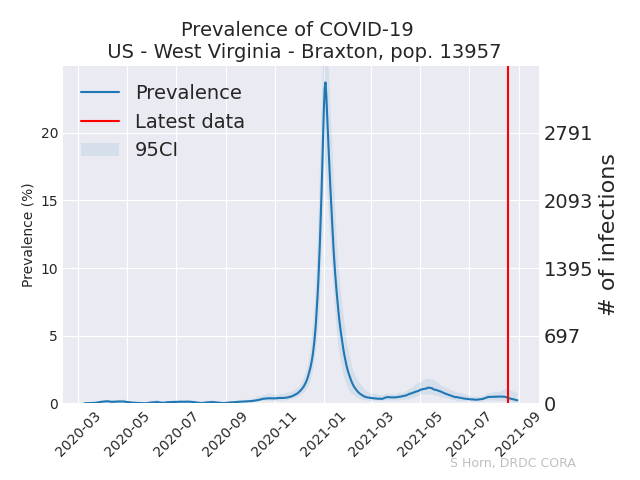 Prevalence of COVID-19
US - West Virginia - Braxton, pop. 13957
Prevalence
Latest data
95CI
Prevalence (%)
20
15
10
5
0
2791
2093
1395
697
0
# of infections
2020-03
2020-05
2020-07
2020-09
2020-11
2021-01
2021-03
2021-05
2021-07
2021-09
S Horn, DRDC CORA